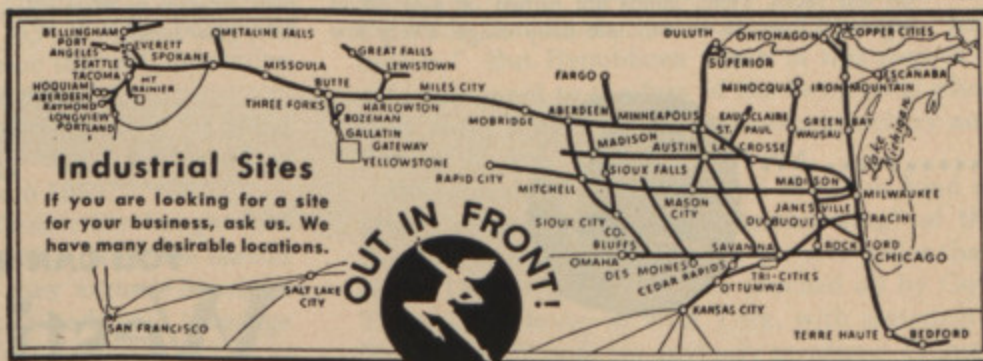 BELLINGHAM
PORT ANGELES
EVERETT
SEATTLE
SPOKANE
TACOMA
MT. RAINIER
HOQUIAM
ABERDEEN
RAYMOND
LONGVIEW
PORTLAND
METALINE FALLS
MISSOULA
GREAT FALLS
LEWISTOWN
BUTTE
THREE FORKS
HARLOWTON
MILES CITY
BOZEMAN
GALLATIN GATEWAY
YELLOWSTONE
MOBRIDGE
FARGO
ABERDEEN
MINNEAPOLIS
DULUTH
SUPERIOR
ONTONAGON
COPPER CITIES
ESCANABA
MINOCQUA
IRON MOUNTAIN
EAU CLAIRE
ST. PAUL
GREEN BAY
WAUSAU
Lake Michigan
MADISON
AUSTIN
LA CROSSE
SIOUX FALLS
RAPID CITY
MITCHELL
MADISON
MILWAUKEE
MASON CITY
JANESVILLE
RACINE
SIOUX CITY
DUBUQUE
CO. BLUFFS
OMAHA
SAVANNA
ROCKFORD
CHICAGO
DES MOINES
CEDAR RAPIDS
TRI-CITIES
OTTUMWA
KANSAS CITY
TERRE HAUTE
BEDFORD
Industrial Sites
If you are looking for a site
for your business, ask us. We
have many desirable locations.
SALT LAKE CITY
SAN FRANCISCO
OUT IN FRONT!